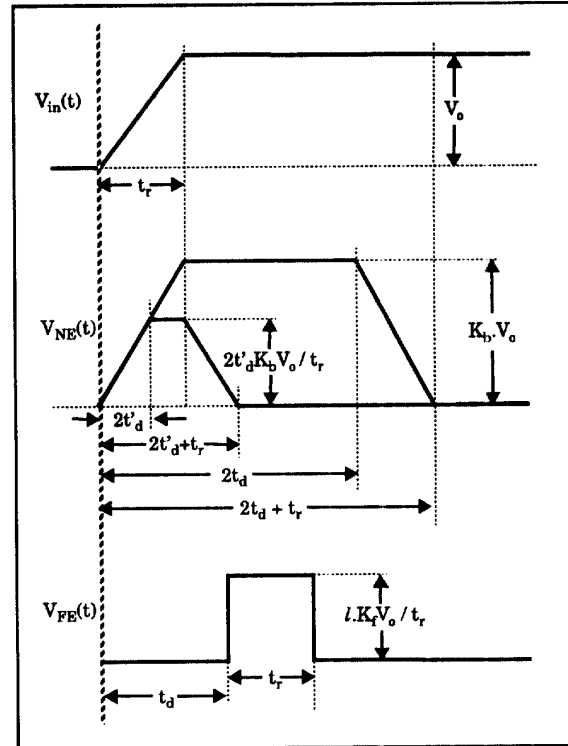 V_in(t)
V_o
t_r
V_NE(t)
2t'_d K_b V_o / t_r
K_b.V_o
2t'_d
2t'_d+t_r
2t_d
2t_d + t_r
V_FE(t)
l.K_f V_o / t_r
t_d
t_r